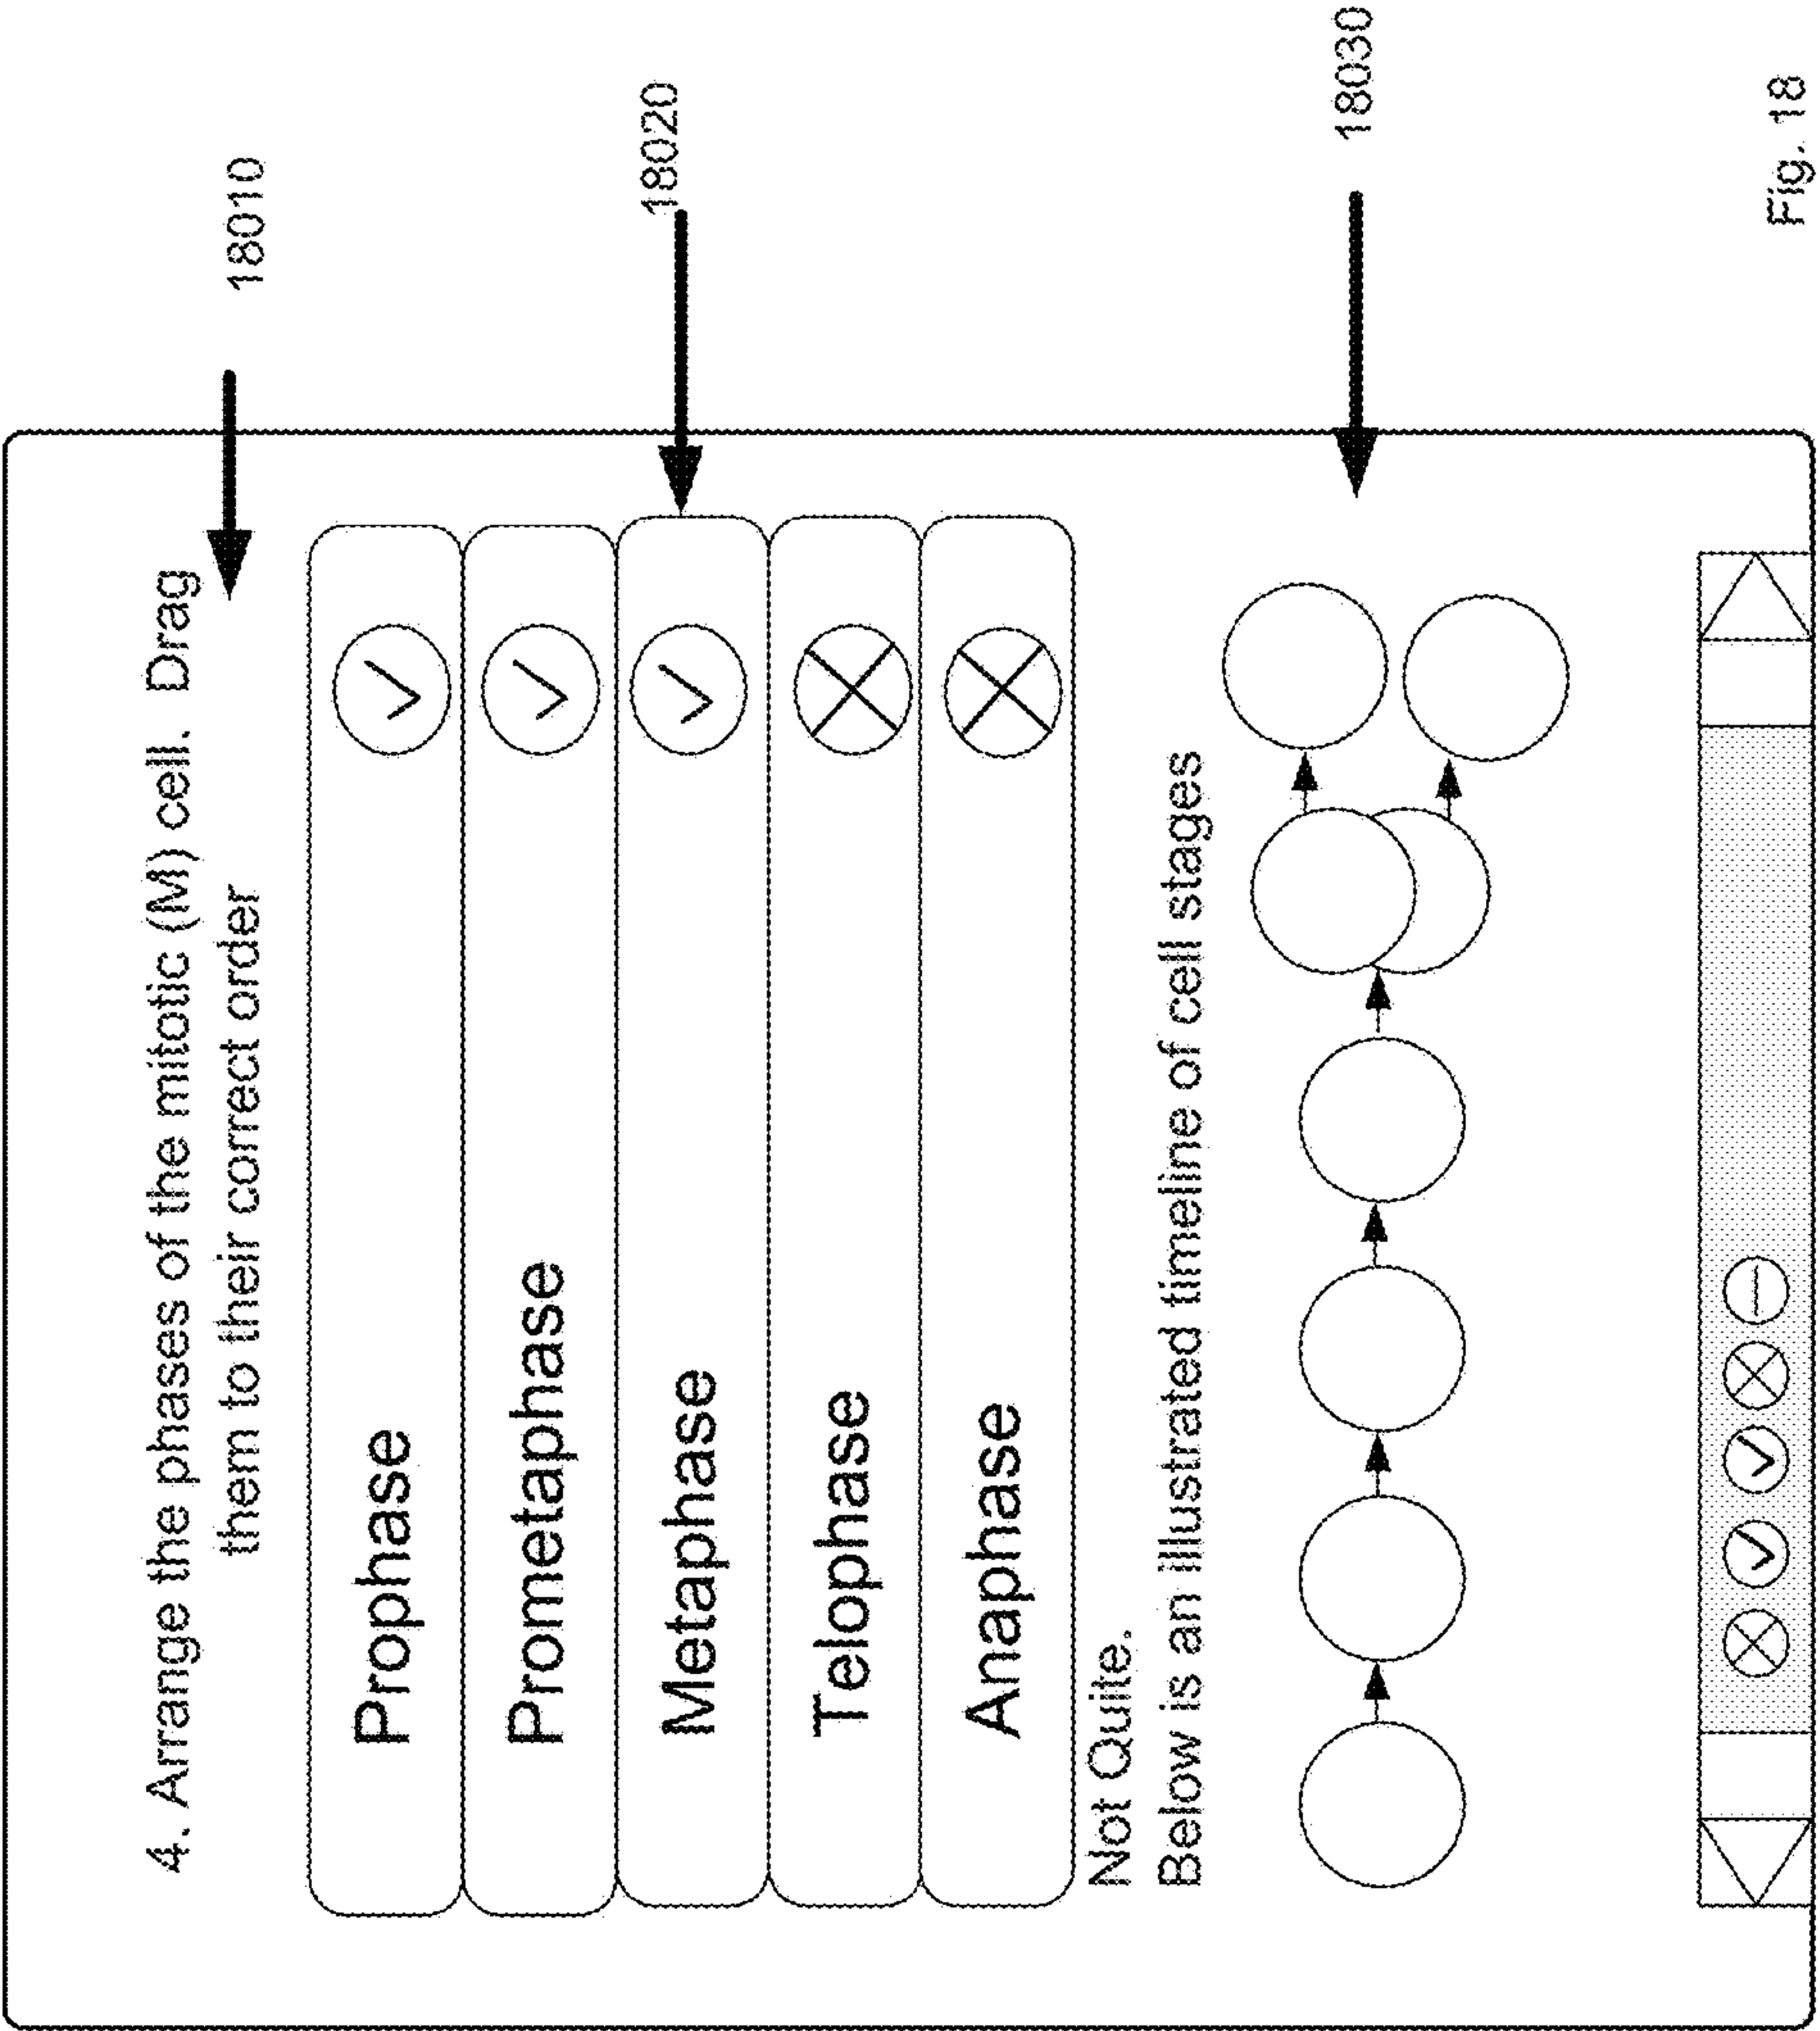 4. Arrange the phases of the mitotic (M) cell. Drag
them to their correct order
18010
Prophase
Prometaphase
Metaphase
18020
Telophase
Anaphase
Not Quite.
Below is an illustrated timeline of cell stages
18030
Fig. 18